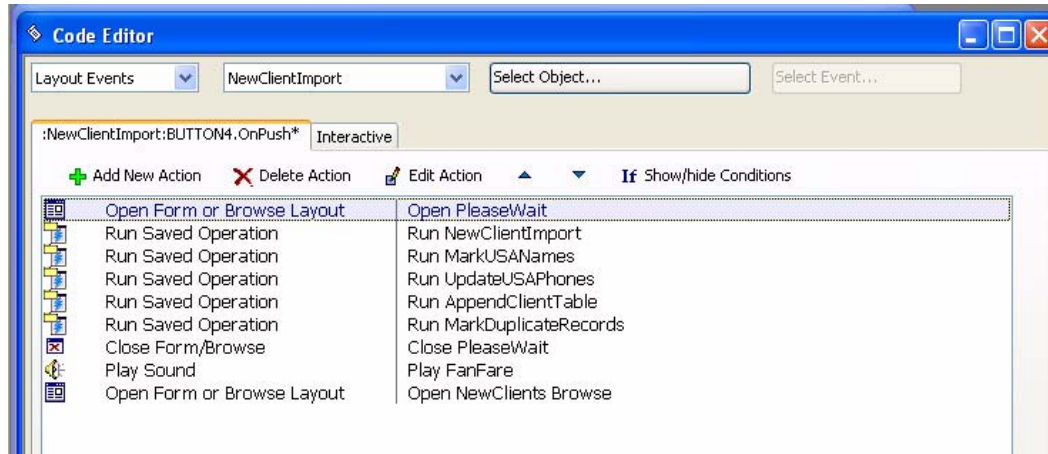 Code Editor
Layout Events NewClientImport Select Object... Select Event...
:NewClientImport:BUTTON4.OnPush* Interactive
Add New Action Delete Action Edit Action If Show/hide Conditions
Open Form or Browse Layout Open PleaseWait
Run Saved Operation Run NewClientImport
Run Saved Operation Run MarkUSANames
Run Saved Operation Run UpdateUSAPhones
Run Saved Operation Run AppendClientTable
Run Saved Operation Run MarkDuplicateRecords
Close Form/Browse Close PleaseWait
Play Sound Play FanFare
Open Form or Browse Layout Open NewClients Browse